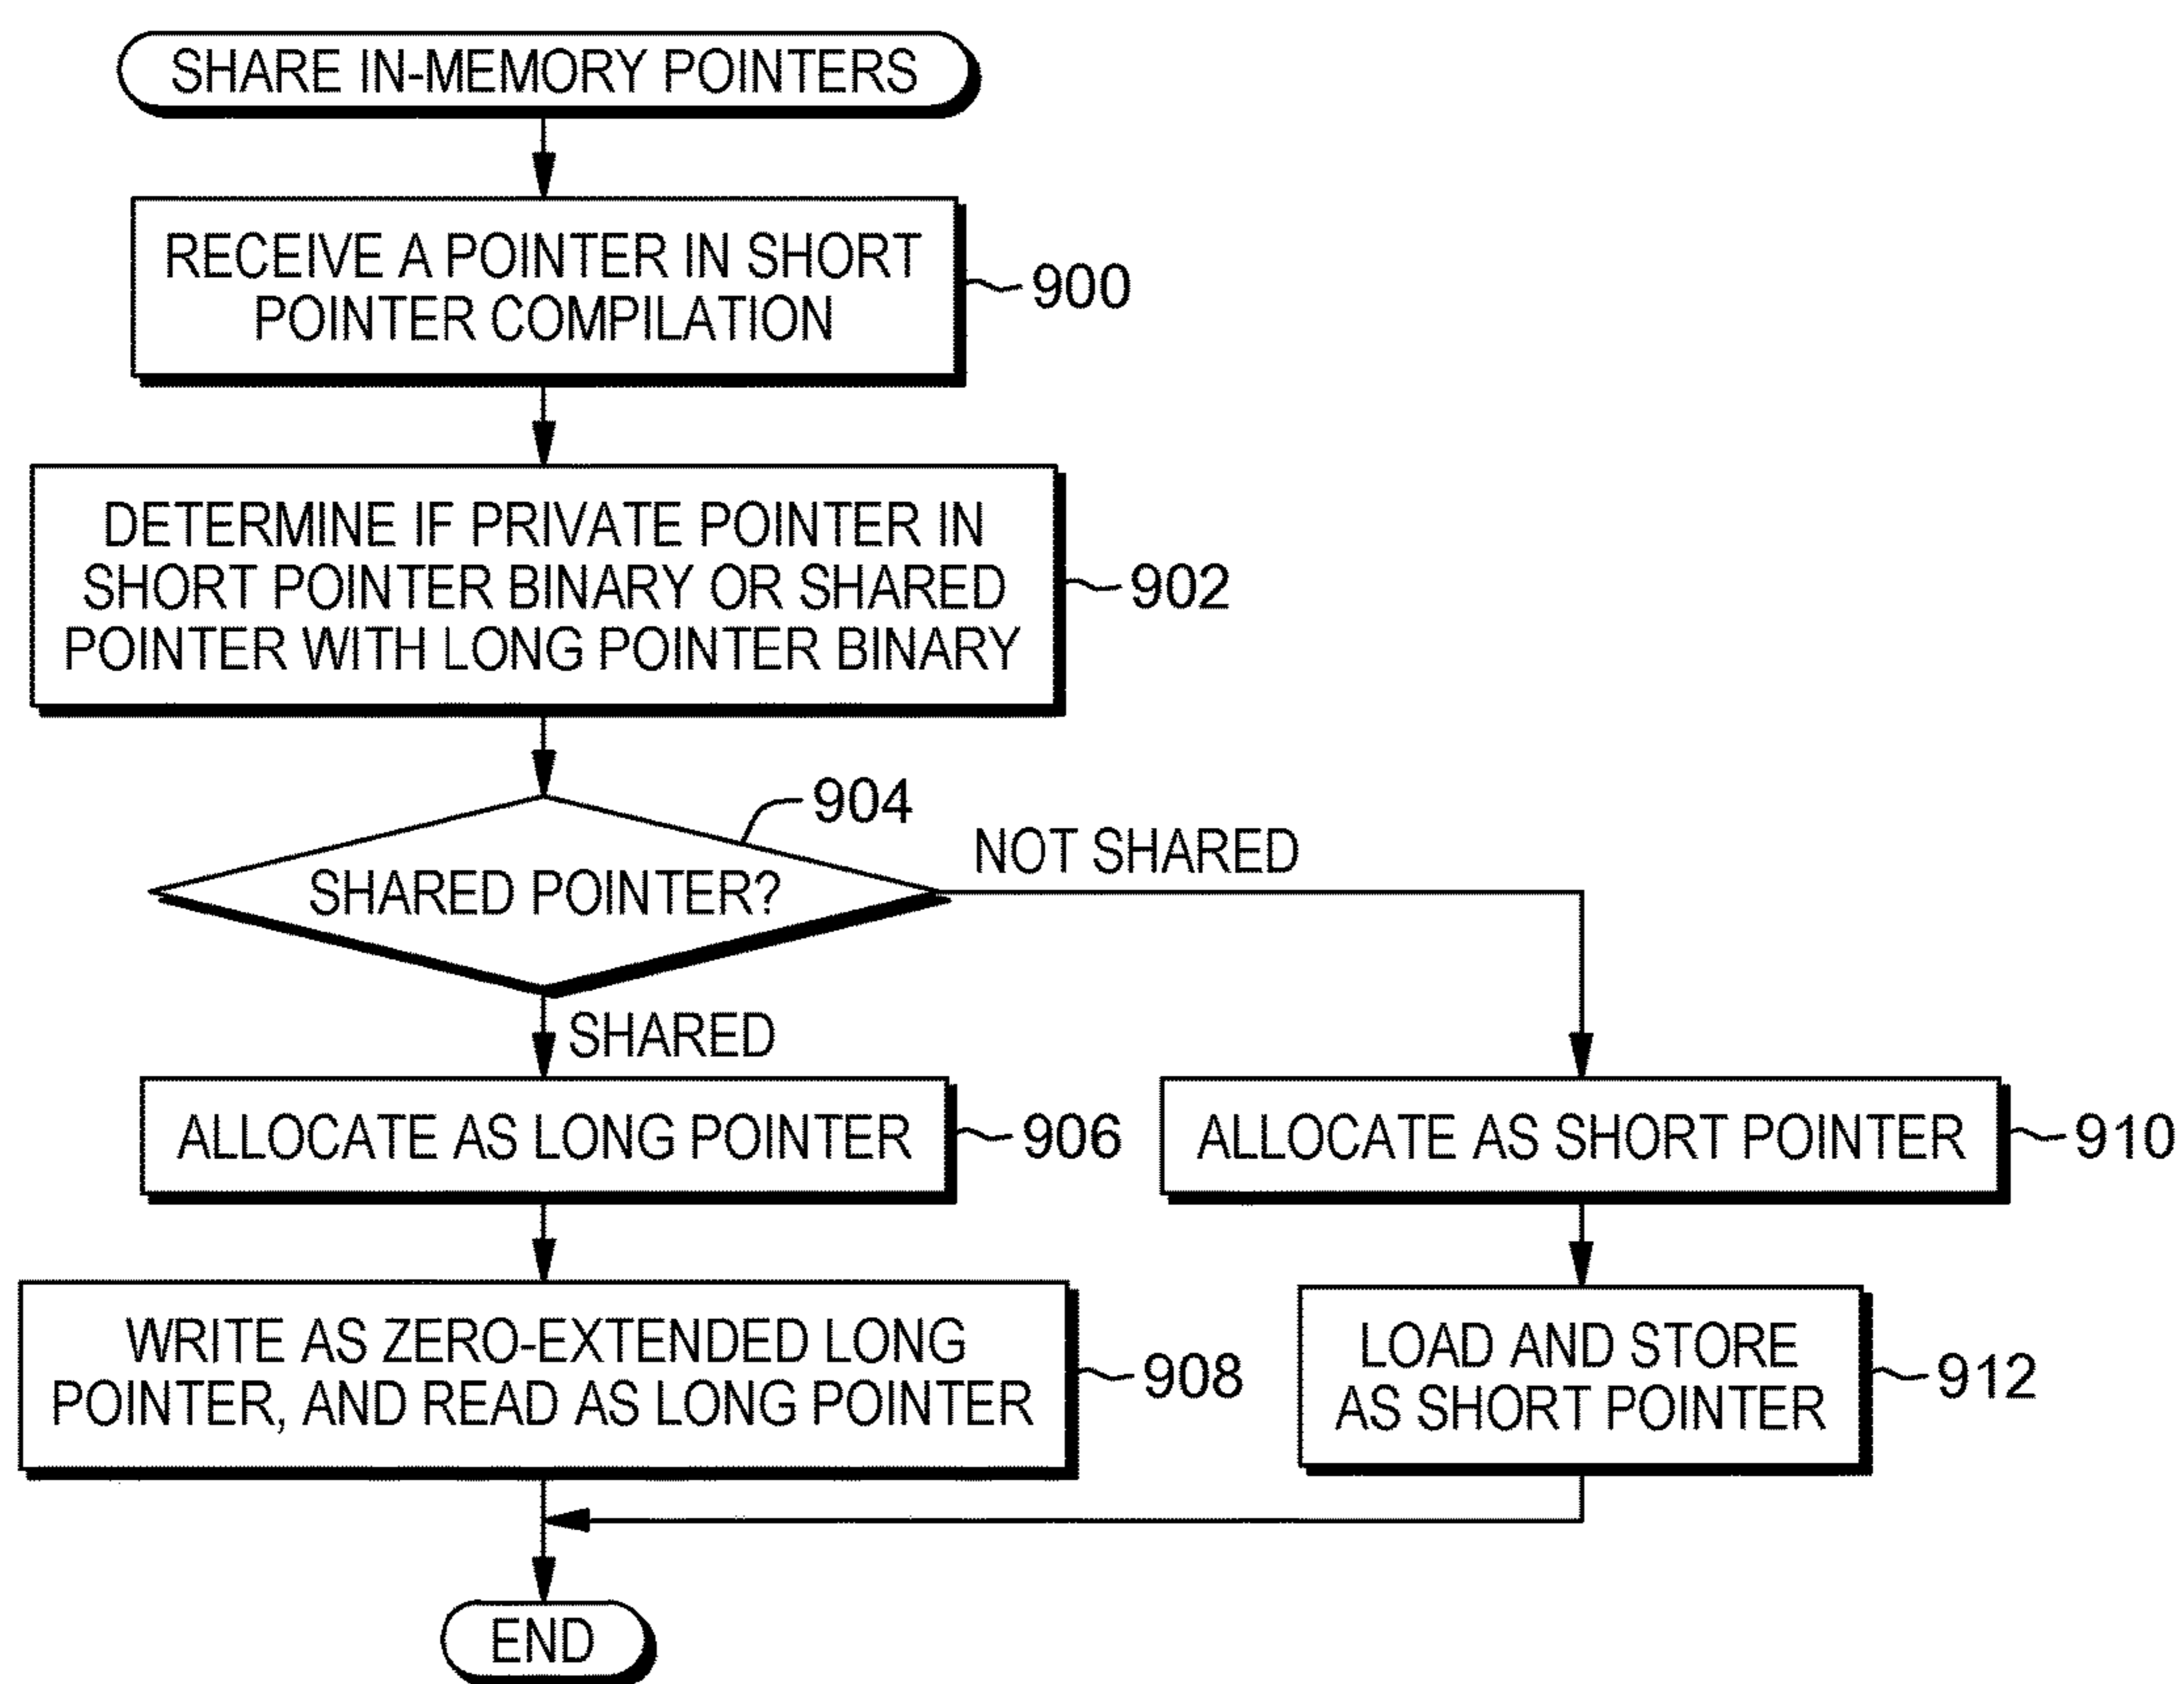 SHARE IN-MEMORY POINTERS
RECEIVE A POINTER IN SHORT
POINTER COMPILATION
900
DETERMINE IF PRIVATE POINTER IN
SHORT POINTER BINARY OR SHARED
POINTER WITH LONG POINTER BINARY
902
904
SHARED POINTER?
NOT SHARED
SHARED
ALLOCATE AS LONG POINTER
906
ALLOCATE AS SHORT POINTER
910
WRITE AS ZERO-EXTENDED LONG
POINTER, AND READ AS LONG POINTER
908
LOAD AND STORE
AS SHORT POINTER
912
END